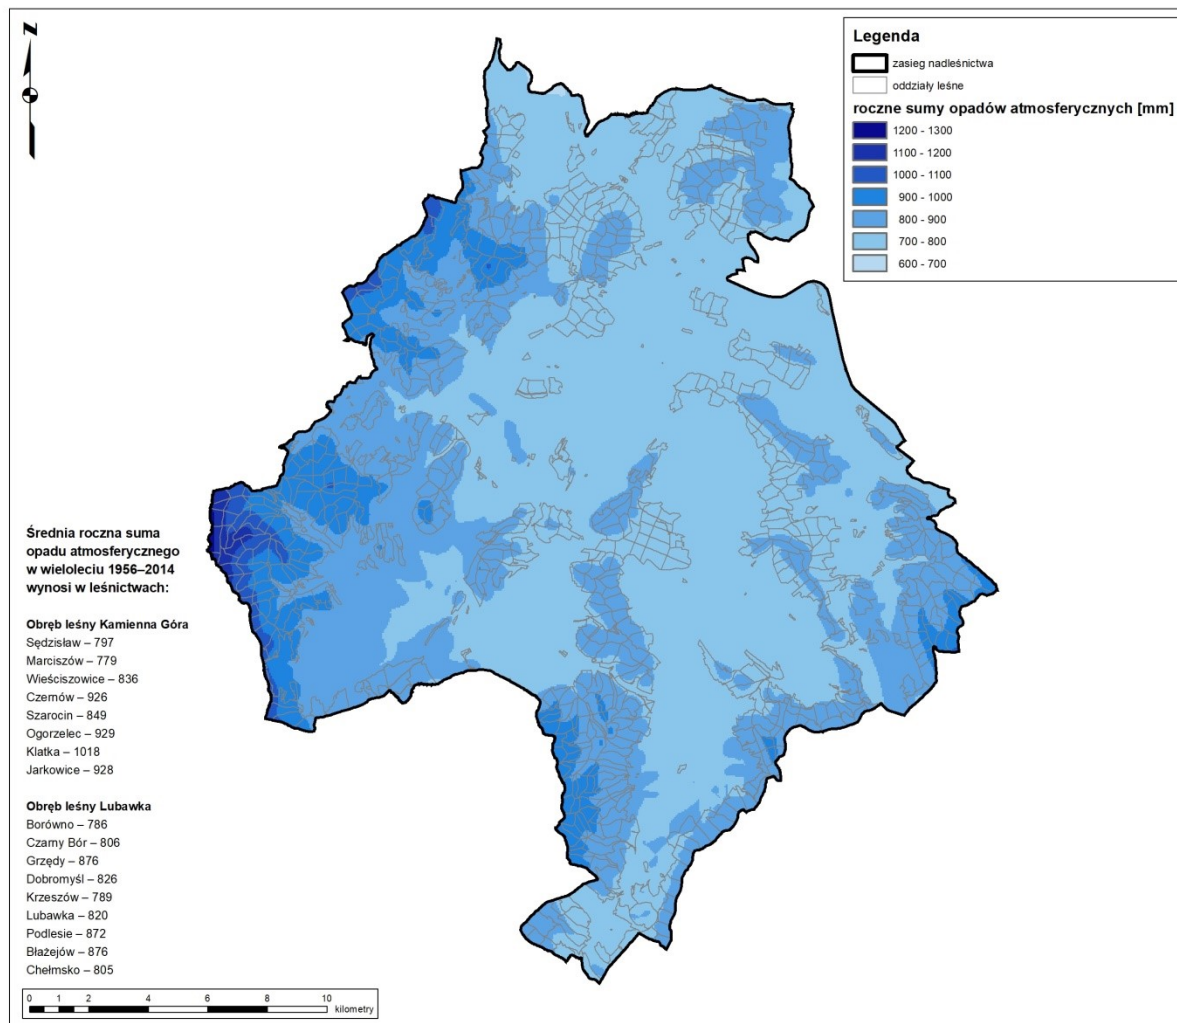 N
Legenda
zasięg nadleśnictwa
oddziały leśne
roczne sumy opadów atmosferycznych [mm]
1200 - 1300
1100 - 1200
1000 - 1100
900 - 1000
800 - 900
700 - 800
600 - 700
Średnia roczna suma
opadu atmosferycznego
w wieloleciu 1956–2014
wynosi w leśnictwach:
Obręb leśny Kamienna Góra
Sędzisław – 797
Marciszów – 779
Wieściszowice – 836
Czernów – 926
Szarocin – 849
Ogorzelec – 929
Klatka – 1018
Jarkowice – 928
Obręb leśny Lubawka
Borówno – 786
Czarny Bór – 806
Grzędy – 876
Dobromyśl – 826
Krzeszów – 789
Lubawka – 820
Podlesie – 872
Błażejów – 876
Chełmsko – 805
0 1 2 4 6 8 10
kilometry